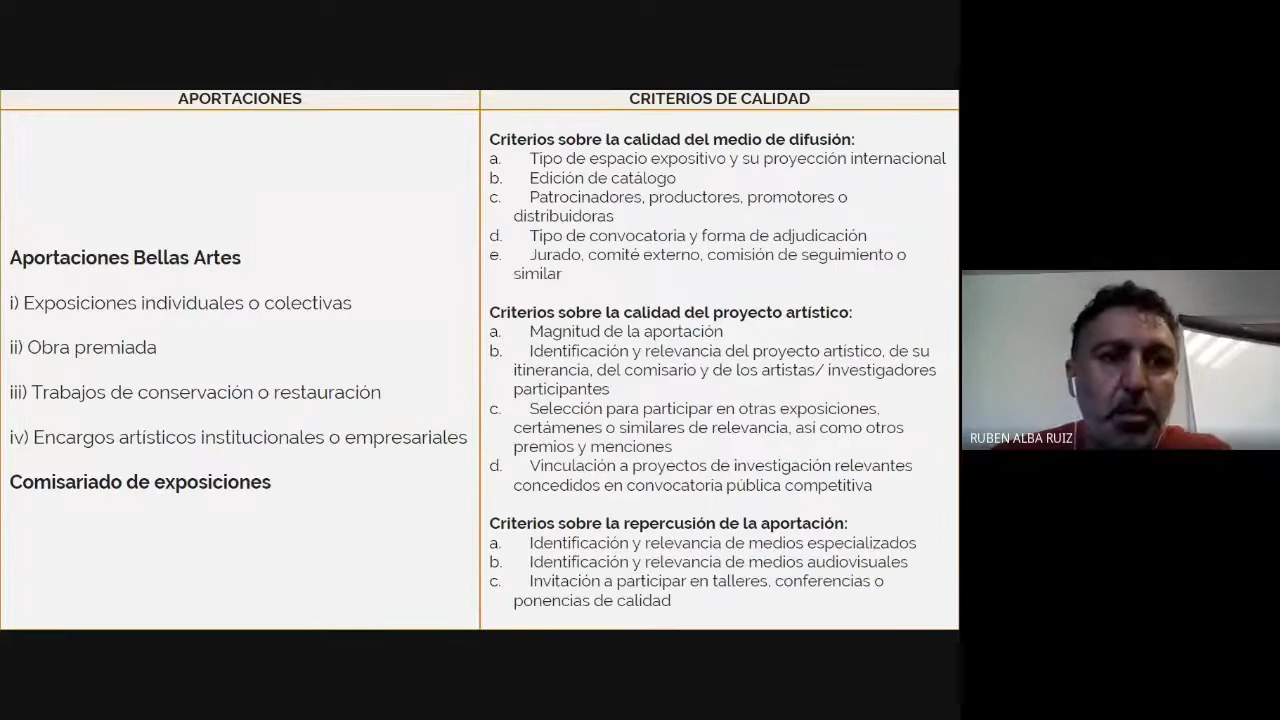 APORTACIONES
CRITERIOS DE CALIDAD
Aportaciones Bellas Artes
i) Exposiciones individuales o colectivas
ii) Obra premiada
iii) Trabajos de conservación o restauración
iv) Encargos artísticos institucionales o empresariales
Comisariado de exposiciones
Criterios sobre la calidad del medio de difusión:
a. Tipo de espacio expositivo y su proyección internacional
b. Edición de catálogo
c. Patrocinadores, productores, promotores o
distribuidoras
d. Tipo de convocatoria y forma de adjudicación
e. Jurado, comité externo, comisión de seguimiento o
similar
Criterios sobre la calidad del proyecto artístico:
a. Magnitud de la aportación
b. Identificación y relevancia del proyecto artístico, de su
itinerancia, del comisario y de los artistas/ investigadores
participantes
c. Selección para participar en otras exposiciones,
certámenes o similares de relevancia, así como otros
premios y menciones
d. Vinculación a proyectos de investigación relevantes
concedidos en convocatoria pública competitiva
Criterios sobre la repercusión de la aportación:
a. Identificación y relevancia de medios especializados
b. Identificación y relevancia de medios audiovisuales
c. Invitación a participar en talleres, conferencias o
ponencias de calidad
RUBEN ALBA RUIZ